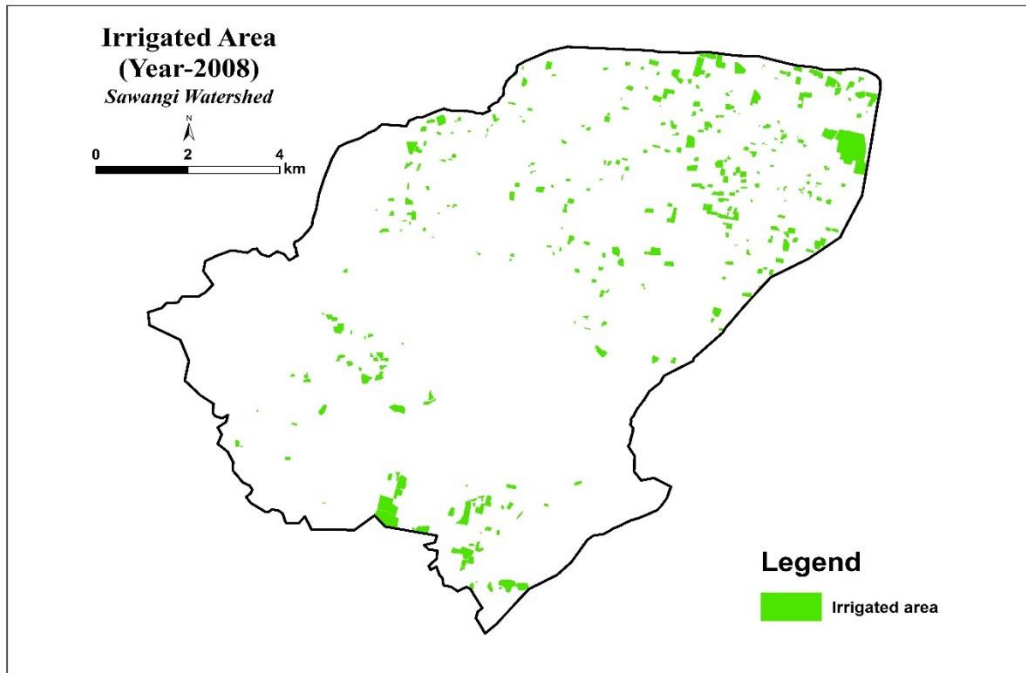 Irrigated Area
(Year-2008)
Sawangi Watershed
N
0 2 4
km
Legend
Irrigated area